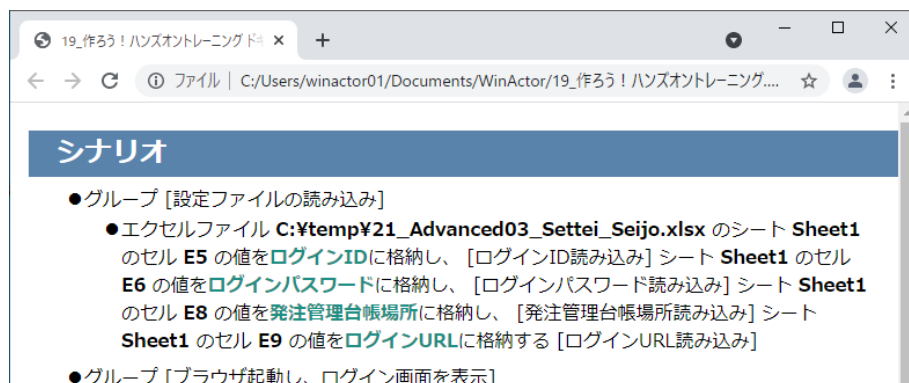 19_作ろう！ハンズオントレーニング
ファイル | C:/Users/winactor01/Documents/WinActor/19_作ろう！ハンズオントレーニング....
シナリオ
●グループ [設定ファイルの読み込み]
●エクセルファイル C:¥temp¥21_Advanced03_Settei_Seijo.xlsx のシート Sheet1
のセル E5 の値をログインIDに格納し、 [ログインID読み込み] シート Sheet1 のセル
E6 の値をログインパスワードに格納し、 [ログインパスワード読み込み] シート Sheet1
のセル E8 の値を発注管理台帳場所に格納し、 [発注管理台帳場所読み込み] シート
Sheet1 のセル E9 の値をログインURLに格納する [ログインURL読み込み]
●グループ [ブラウザ起動し、ログイン画面を表示]